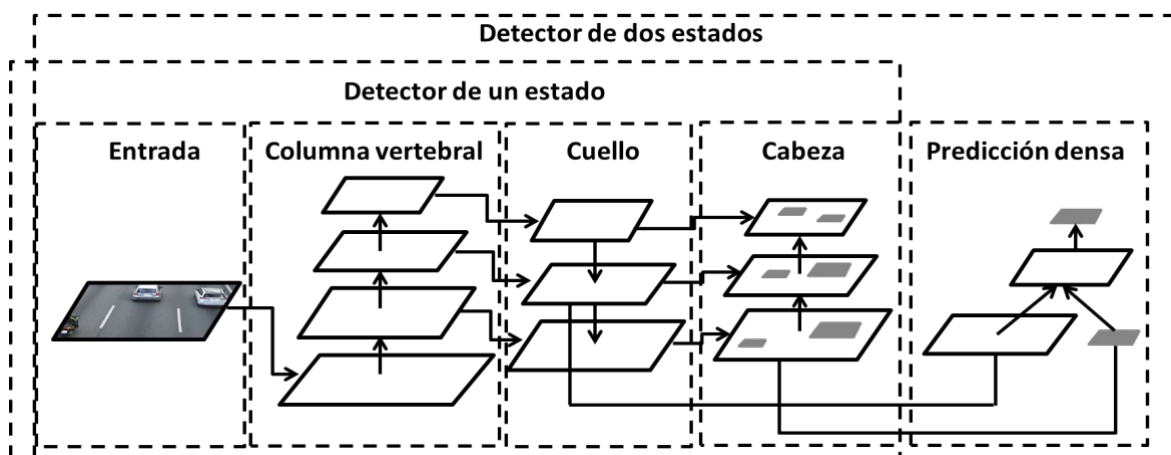 Detector de dos estados
Detector de un estado
Entrada
Columna vertebral
Cuello
Cabeza
Predicción densa